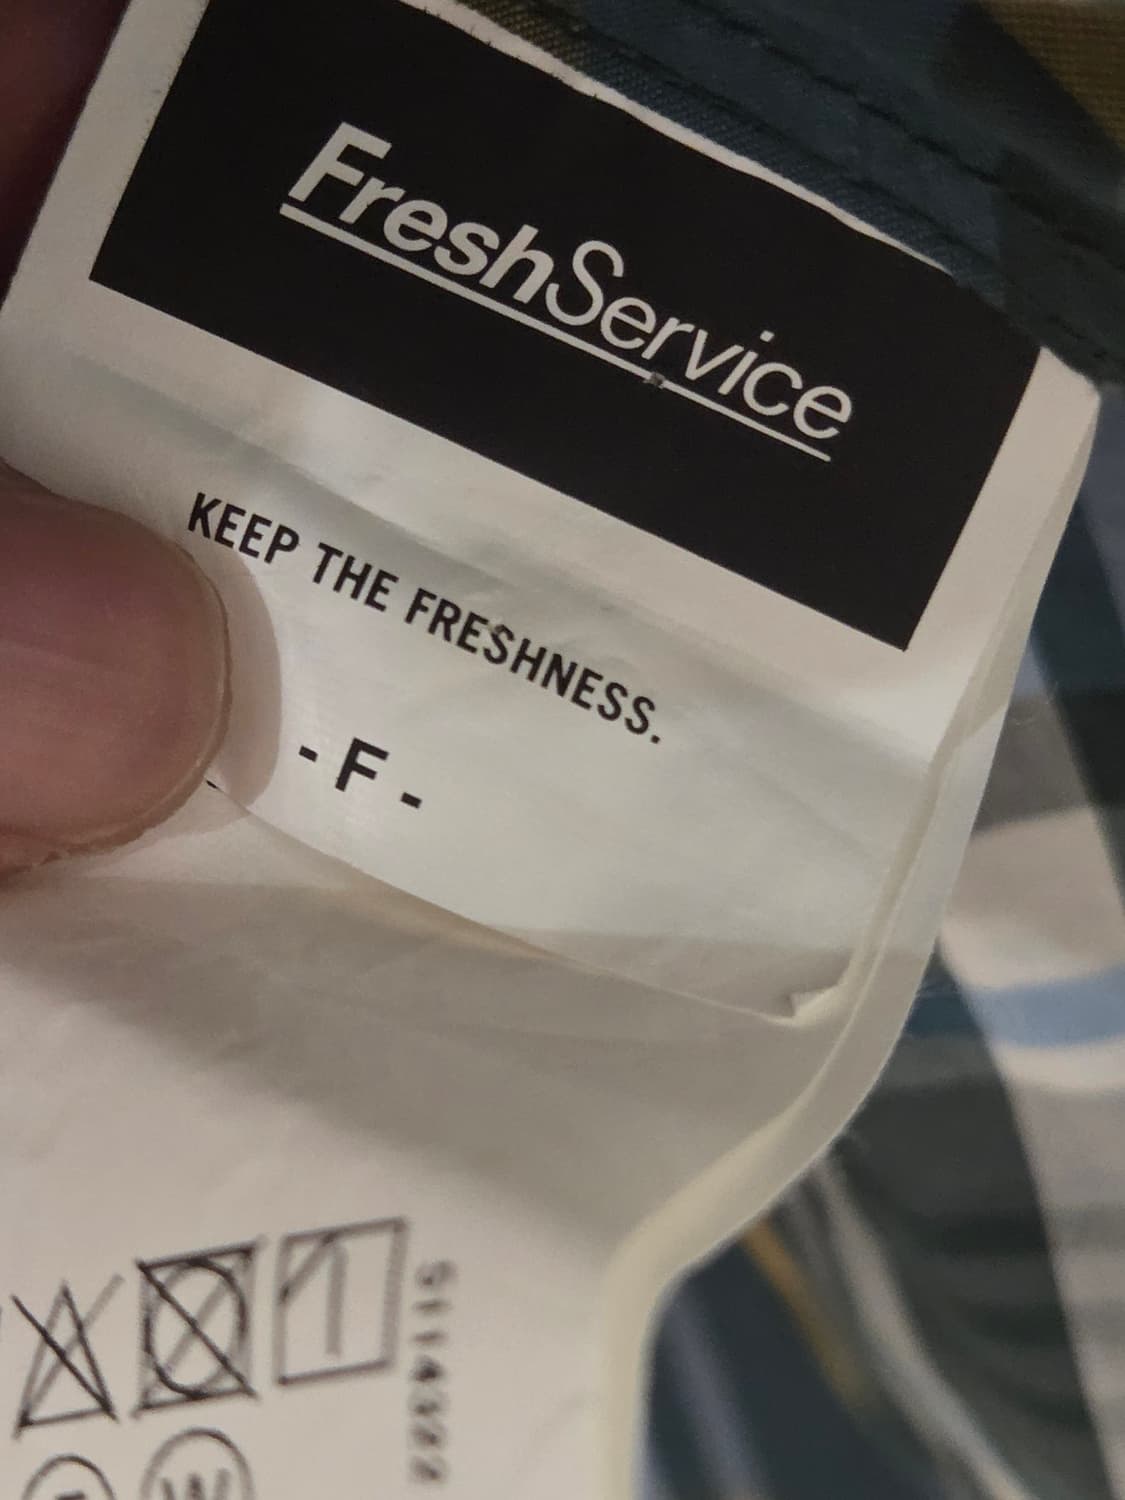 FreshService
KEEP THE FRESHNESS.
- F -